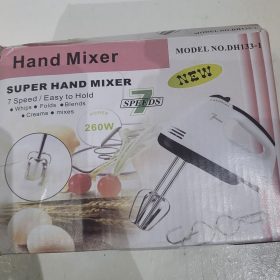 Hand Mixer
MODEL NO.DH133-1
SUPER HAND MIXER
7 Speed / Easy to Hold
● Whips ● Folds ● Blends
● Creams ● mixes
7
SPEEDS
NEW
POWER
260W